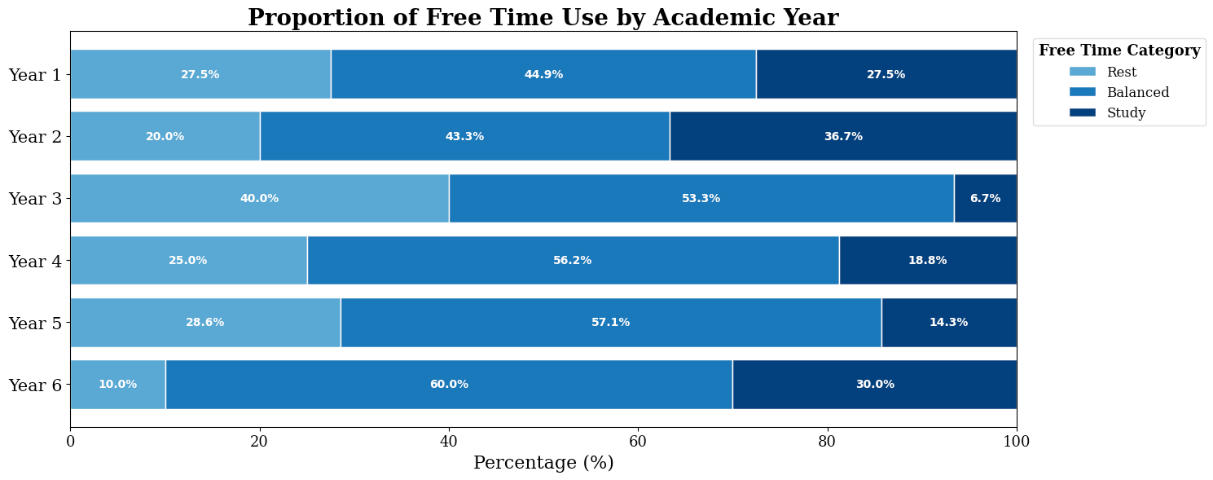 Proportion of Free Time Use by Academic Year
Free Time Category
Rest
Balanced
Study
Year 1
27.5%
44.9%
27.5%
Year 2
20.0%
43.3%
36.7%
Year 3
40.0%
53.3%
6.7%
Year 4
25.0%
56.2%
18.8%
Year 5
28.6%
57.1%
14.3%
Year 6
10.0%
60.0%
30.0%
0
20
40
60
80
100
Percentage (%)